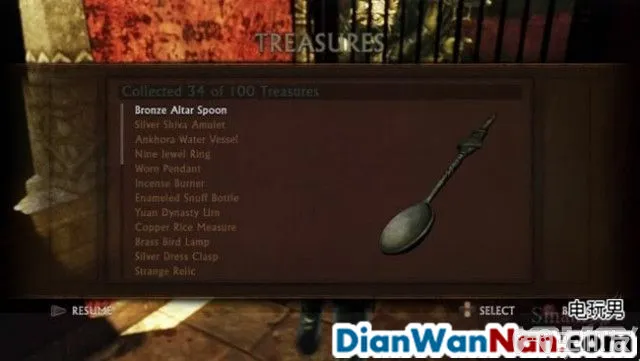 TREASURES
Collected 34 of 100 Treasures
Bronze Altar Spoon
Silver Shiva Amulet
Ankhora Water Vessel
Nine Jewel Ring
Worn Pendant
Incense Burner
Enameled Snuff Bottle
Yuan Dynasty Urn
Copper Rice Measure
Brass Bird Lamp
Silver Dress Clasp
Strange Relic
RESUME
SELECT
电玩男
DianWanNan.com